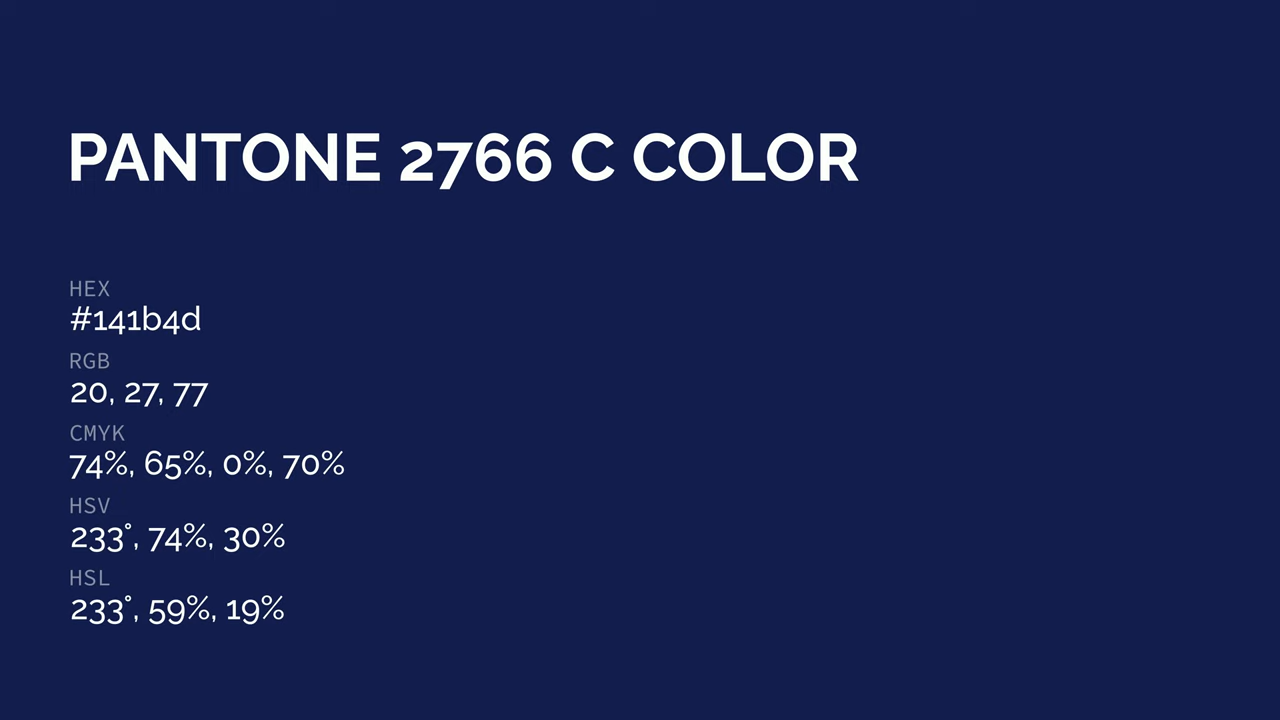 PANTONE 2766 C COLOR
HEX
#141b4d
RGB
20, 27, 77
CMYK
74%, 65%, 0%, 70%
HSV
233°, 74%, 30%
HSL
233°, 59%, 19%